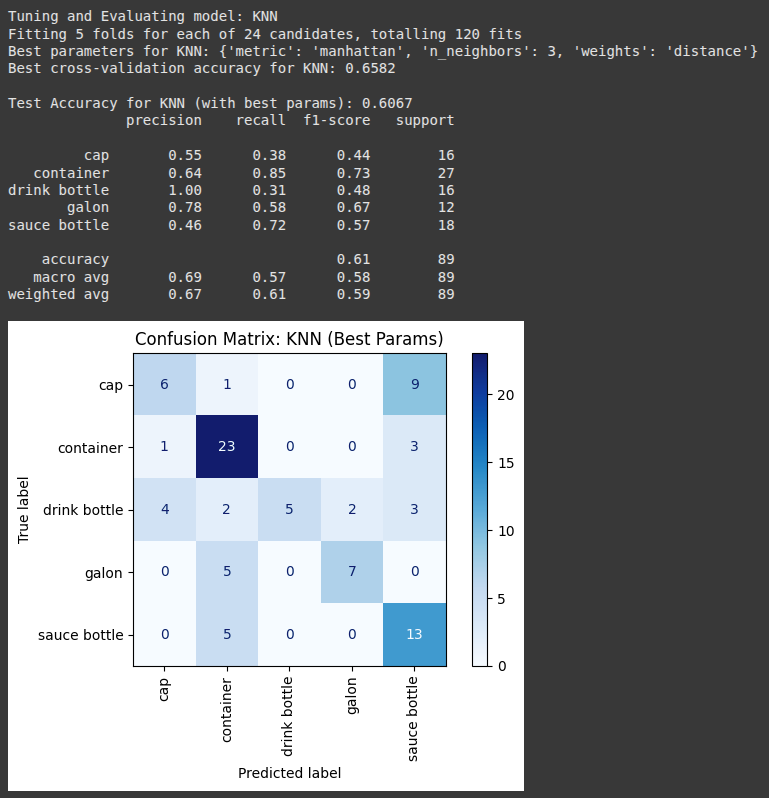 Tuning and Evaluating model: KNN
Fitting 5 folds for each of 24 candidates, totalling 120 fits
Best parameters for KNN: {'metric': 'manhattan', 'n_neighbors': 3, 'weights': 'distance'}
Best cross-validation accuracy for KNN: 0.6582
Test Accuracy for KNN (with best params): 0.6067
precision recall f1-score support
cap 0.55 0.38 0.44 16
container 0.64 0.85 0.73 27
drink bottle 1.00 0.31 0.48 16
galon 0.78 0.58 0.67 12
sauce bottle 0.46 0.72 0.57 18
accuracy 0.61 89
macro avg 0.69 0.57 0.58 89
weighted avg 0.67 0.61 0.59 89
Confusion Matrix: KNN (Best Params)
True label
cap 6 1 0 0 9
container 1 23 0 0 3
drink bottle 4 2 5 2 3
galon 0 5 0 7 0
sauce bottle 0 5 0 0 13
cap
container
drink bottle
galon
sauce bottle
Predicted label
20
15
10
5
0